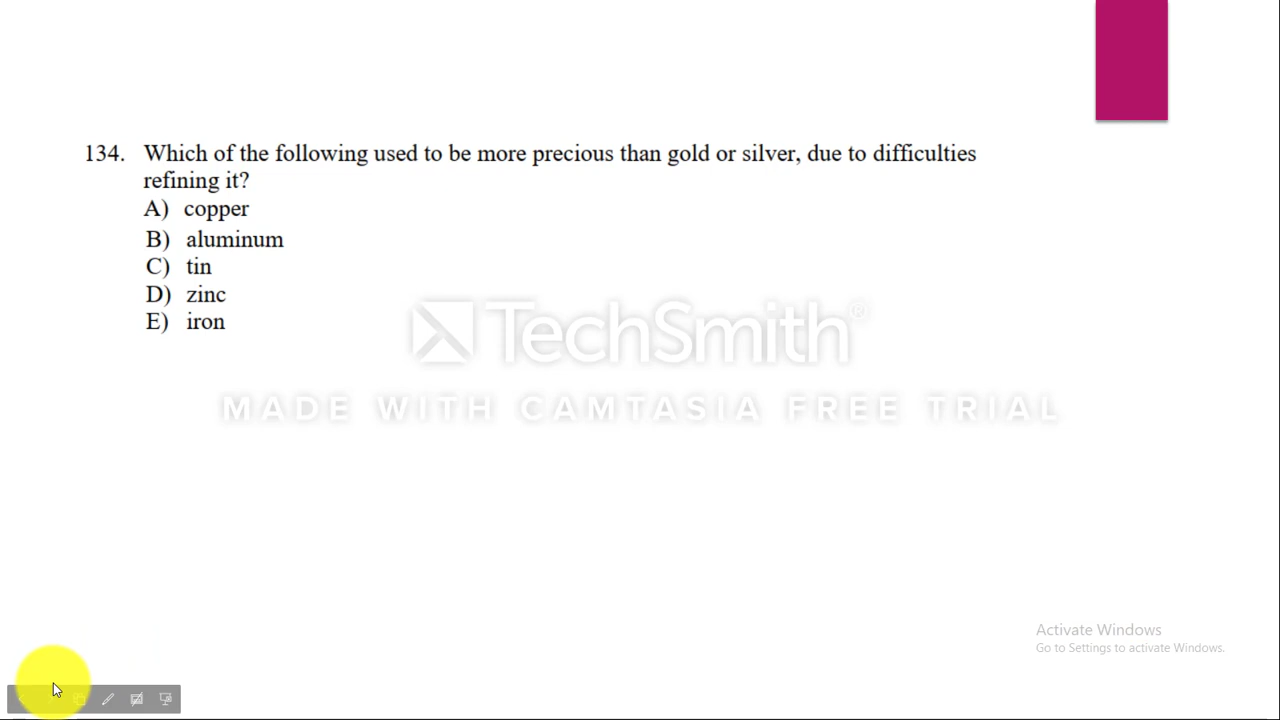 134. Which of the following used to be more precious than gold or silver, due to difficulties
refining it?
A) copper
B) aluminum
C) tin
D) zinc
E) iron
TechSmith®
MADE WITH CAMTASIA FREE TRIAL
Activate Windows
Go to Settings to activate Windows.